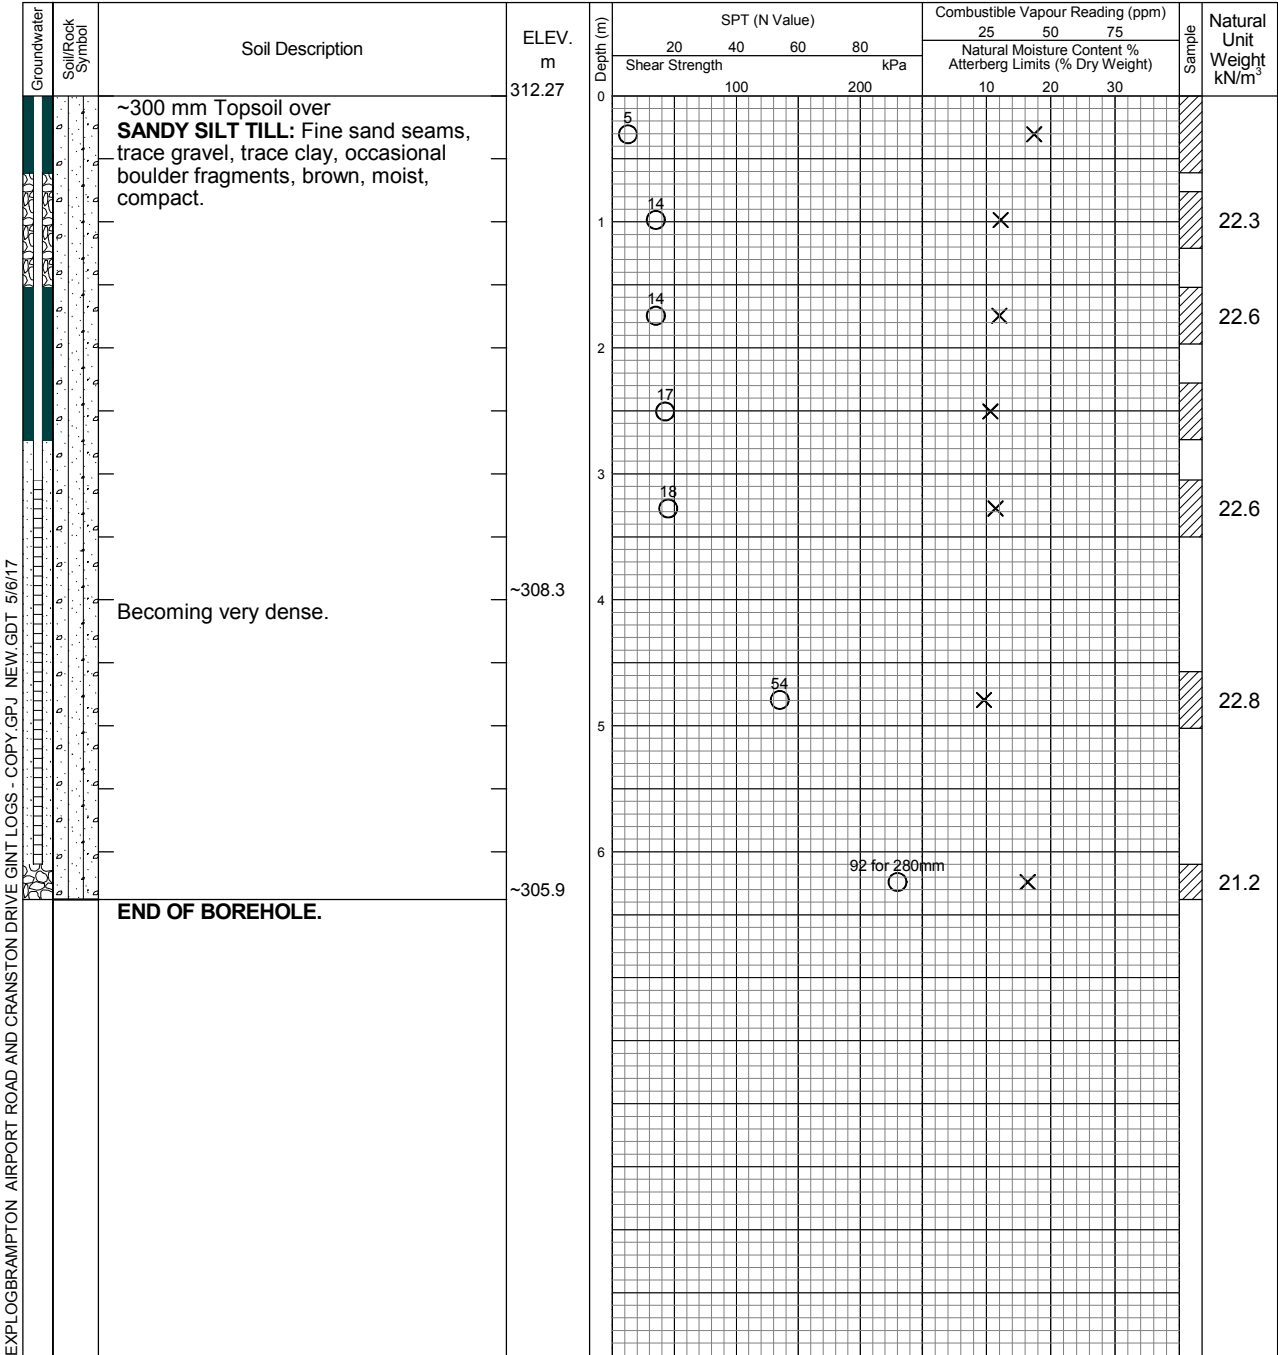 Groundwater
Soil/Rock
Symbol
Soil Description
ELEV.
m
312.27
Depth (m)
SPT (N Value)
20 40 60 80
Shear Strength kPa
100 200
Combustible Vapour Reading (ppm)
25 50 75
Natural Moisture Content %
Atterberg Limits (% Dry Weight)
10 20 30
Sample
Natural
Unit
Weight
kN/m³
0
~300 mm Topsoil over
SANDY SILT TILL: Fine sand seams,
trace gravel, trace clay, occasional
boulder fragments, brown, moist,
compact.
5
14
1
22.3
14
22.6
2
17
3
18
22.6
~308.3
4
Becoming very dense.
54
22.8
5
6
92 for 280mm
21.2
~305.9
END OF BOREHOLE.
EXPLOGBRAMPTON AIRPORT ROAD AND CRANSTON DRIVE GINT LOGS - COPY.GPJ NEW.GDT 5/6/17